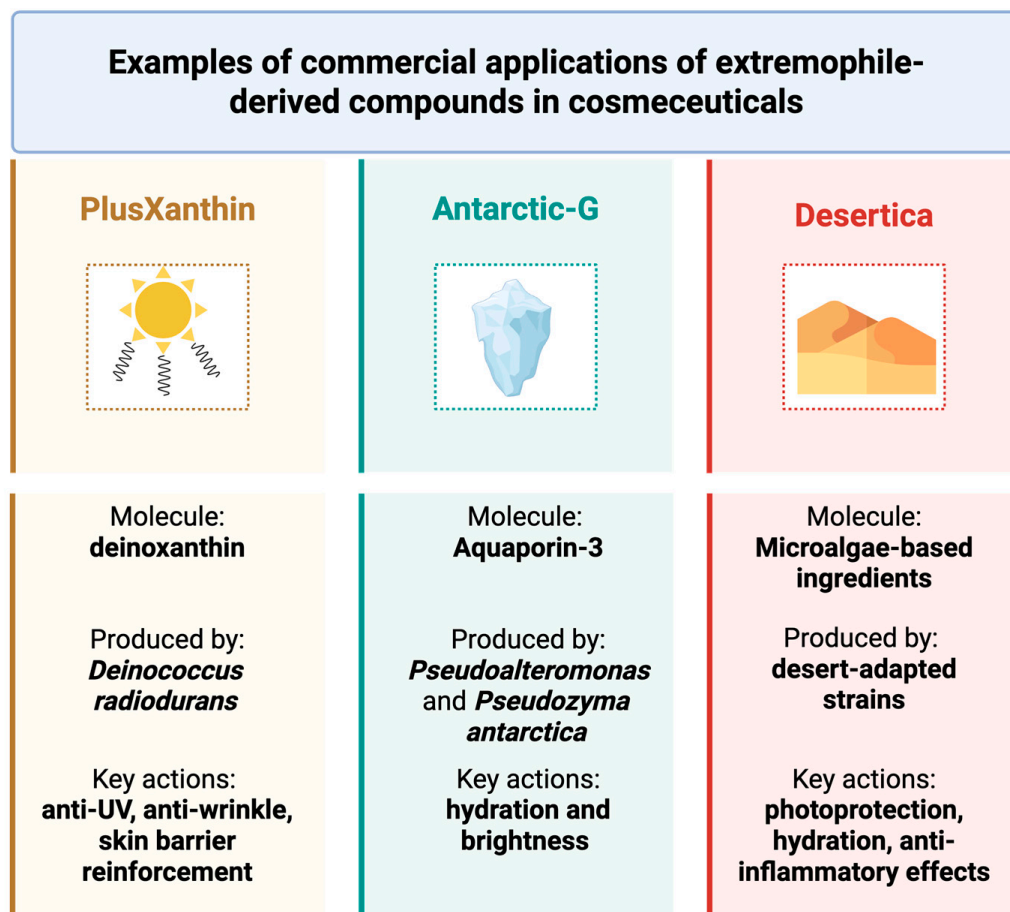 Examples of commercial applications of extremophile-
derived compounds in cosmeceuticals
PlusXanthin
Molecule:
deinoxanthin
Produced by:
Deinococcus
radiodurans
Key actions:
anti-UV, anti-wrinkle,
skin barrier
reinforcement
Antarctic-G
Molecule:
Aquaporin-3
Produced by:
Pseudoalteromonas
and Pseudozyma
antarctica
Key actions:
hydration and
brightness
Desertica
Molecule:
Microalgae-based
ingredients
Produced by:
desert-adapted
strains
Key actions:
photoprotection,
hydration, anti-
inflammatory effects